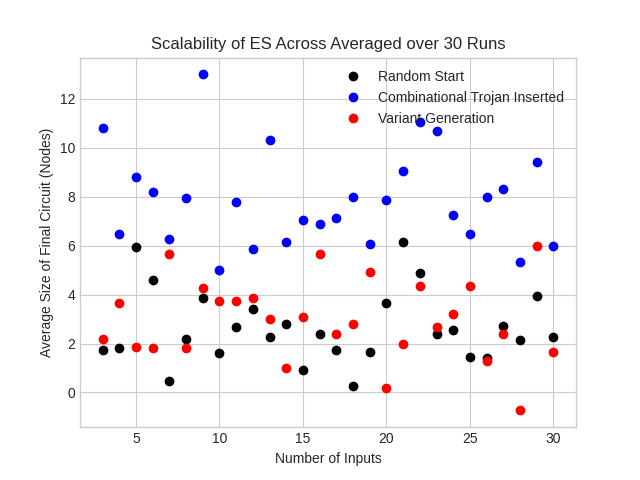 Scalability of ES Across Averaged over 30 Runs
Random Start
Combinational Trojan Inserted
Variant Generation
Average Size of Final Circuit (Nodes)
12
10
8
6
4
2
0
5 10 15 20 25 30
Number of Inputs